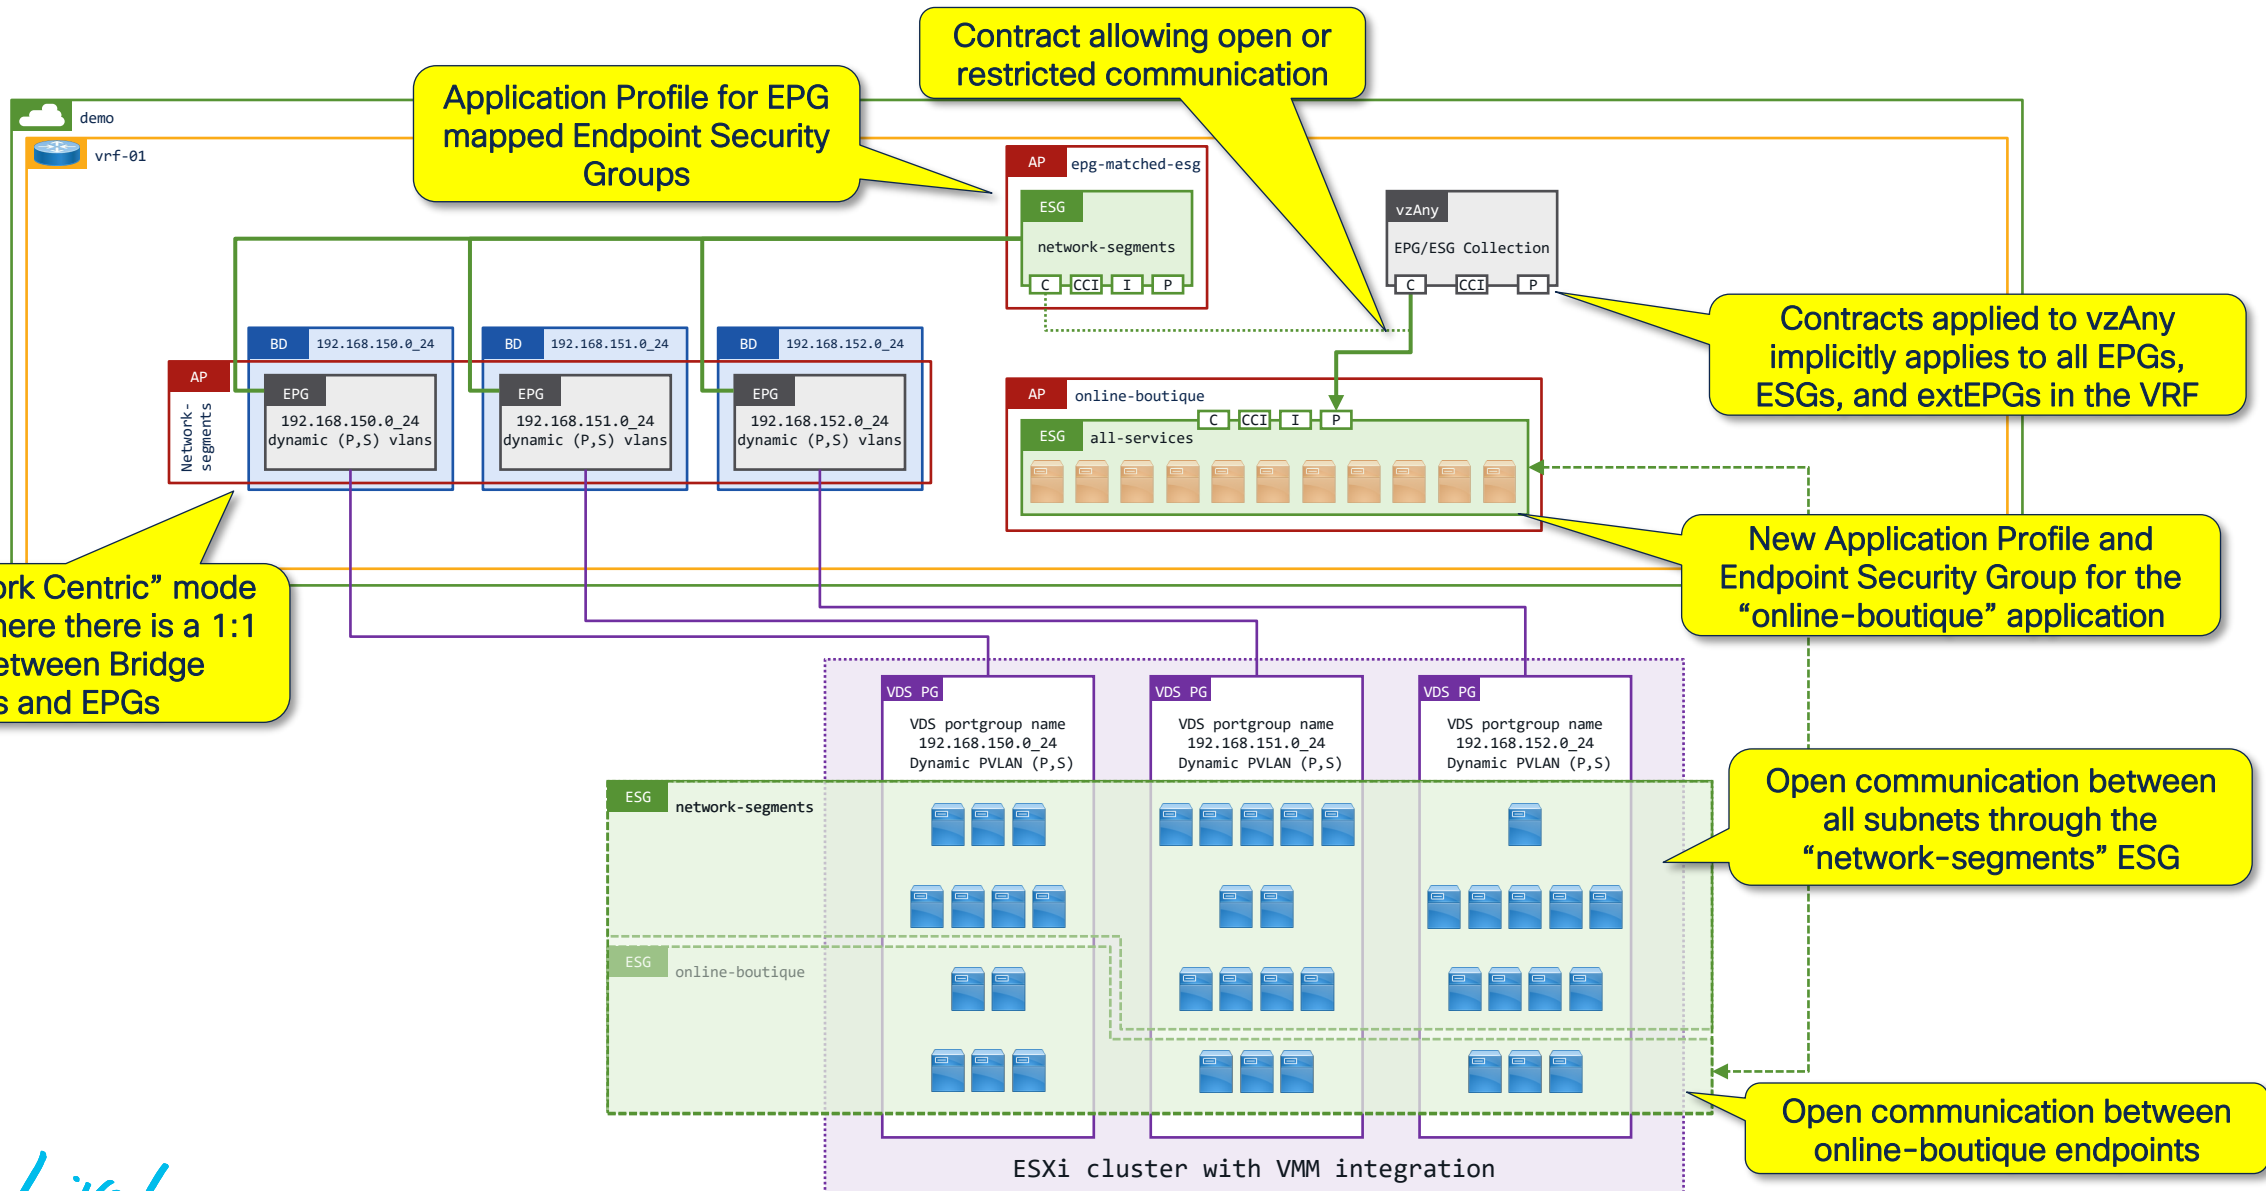 Contract allowing open or
restricted communication
Application Profile for EPG
mapped Endpoint Security
Groups
demo
vrf-01
AP
epg-matched-esg
ESG
network-segments
C CCI I P
vzAny
EPG/ESG Collection
C CCI P
Contracts applied to vzAny
implicitly applies to all EPGs,
ESGs, and extEPGs in the VRF
BD 192.168.150.0_24
BD 192.168.151.0_24
BD 192.168.152.0_24
AP
Network-
segments
EPG
192.168.150.0_24
dynamic (P,S) vlans
EPG
192.168.151.0_24
dynamic (P,S) vlans
EPG
192.168.152.0_24
dynamic (P,S) vlans
AP
online-boutique
C CCI I P
ESG
all-services
New Application Profile and
Endpoint Security Group for the
“online-boutique” application
Centric” mode
there is a 1:1
Bridge
and EPGs
VDS PG
VDS portgroup name
192.168.150.0_24
Dynamic PVLAN (P,S)
VDS PG
VDS portgroup name
192.168.151.0_24
Dynamic PVLAN (P,S)
VDS PG
VDS portgroup name
192.168.152.0_24
Dynamic PVLAN (P,S)
ESG
network-segments
Open communication between
all subnets through the
“network-segments” ESG
ESG
online-boutique
Open communication between
online-boutique endpoints
ESXi cluster with VMM integration